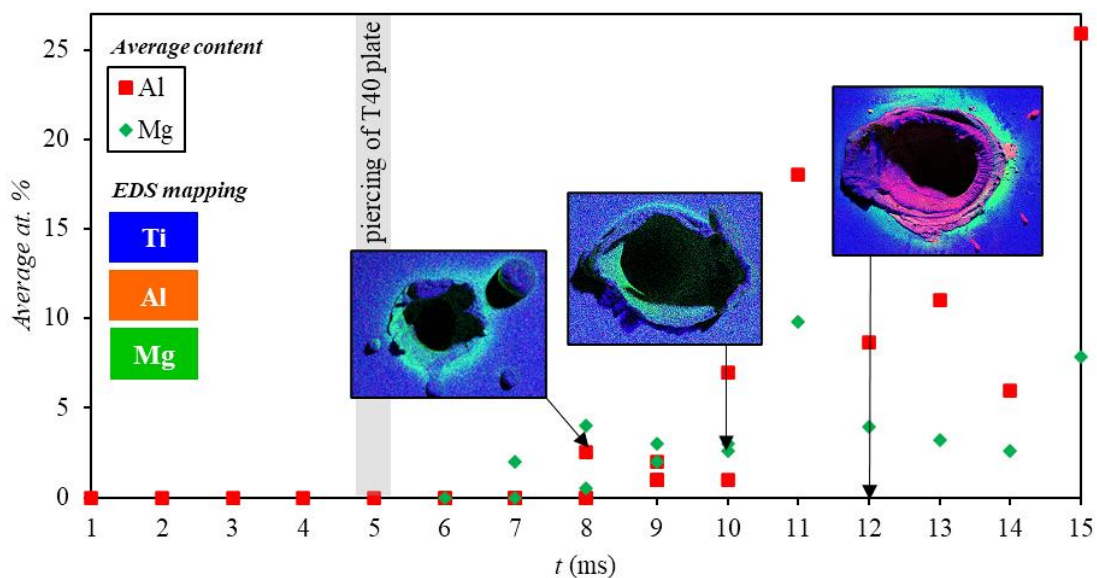 Average content
Al
Mg
EDS mapping
Ti
Al
Mg
piercing of T40 plate
Average at. %
25
20
15
10
5
0
1 2 3 4 5 6 7 8 9 10 11 12 13 14 15
t (ms)